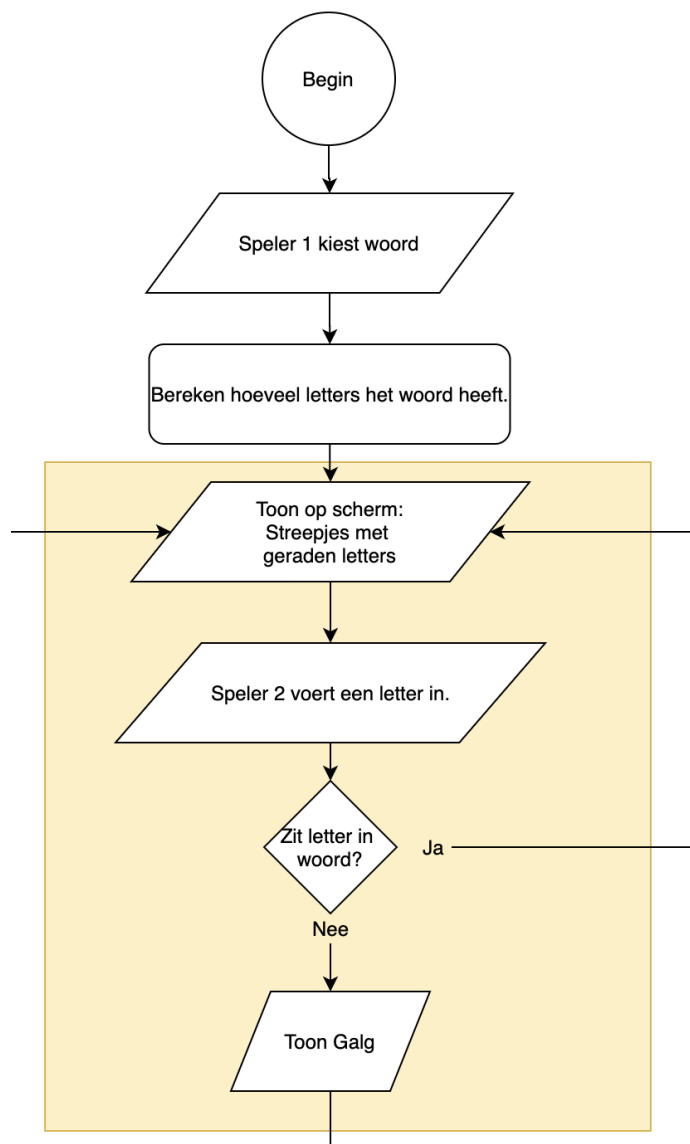 Begin
Speler 1 kiest woord
Bereken hoeveel letters het woord heeft.
Toon op scherm:
Streepjes met
geraden letters
Speler 2 voert een letter in.
Zit letter in
woord?
Ja
Nee
Toon Galg